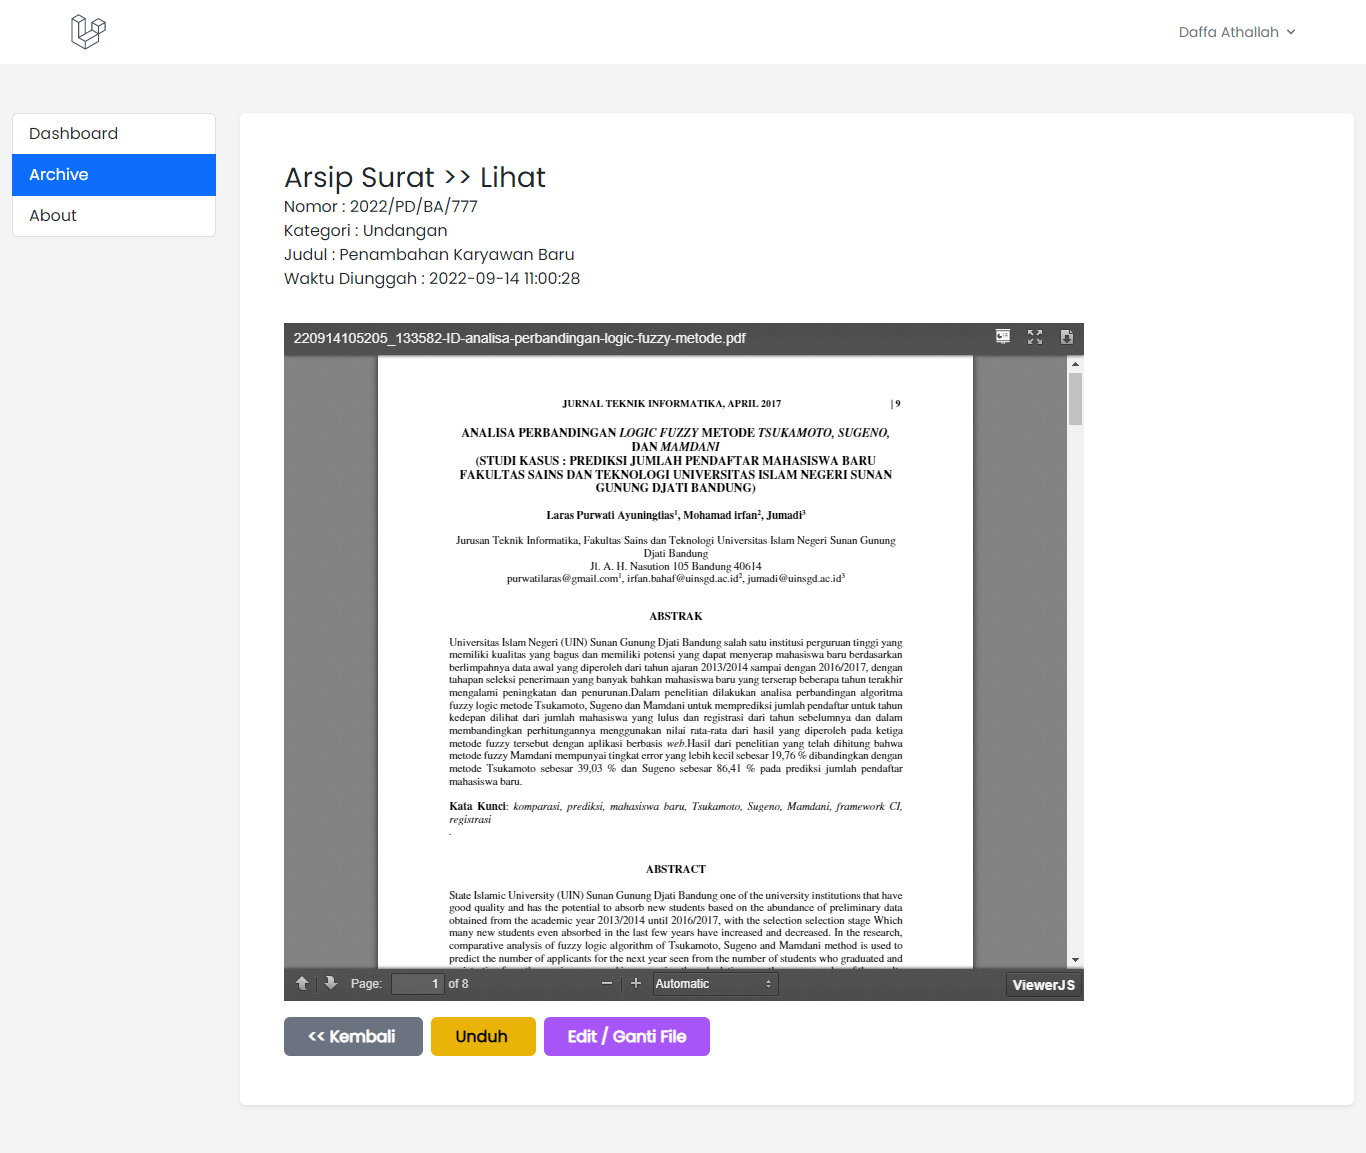 Daffa Athallah
Dashboard
Archive
About
Arsip Surat >> Lihat
Nomor : 2022/PD/BA/777
Kategori : Undangan
Judul : Penambahan Karyawan Baru
Waktu Diunggah : 2022-09-14 11:00:28
220914105205_133582-ID-analisa-perbandingan-logic-fuzzy-metode.pdf
JURNAL TEKNIK INFORMATIKA, APRIL 2017 | 9
ANALISA PERBANDINGAN LOGIC FUZZY METODE TSUKAMOTO, SUGENO,
DAN MAMDANI
(STUDI KASUS : PREDIKSI JUMLAH PENDAFTAR MAHASISWA BARU
FAKULTAS SAINS DAN TEKNOLOGI UNIVERSITAS ISLAM NEGERI SUNAN
GUNUNG DJATI BANDUNG)
Laras Purwati Ayuningtias¹, Mohamad irfan², Jumadi³
Jurusan Teknik Informatika, Fakultas Sains dan Teknologi Universitas Islam Negeri Sunan Gunung
Djati Bandung
Jl. A. H. Nasution 105 Bandung 40614
purwatilaras@gmail.com¹, irfan.bahaf@uinsgd.ac.id², jumadi@uinsgd.ac.id³
ABSTRAK
Universitas Islam Negeri (UIN) Sunan Gunung Djati Bandung salah satu institusi perguruan tinggi yang
memiliki kualitas yang bagus dan memiliki potensi yang dapat menyerap mahasiswa baru berdasarkan
berlimpahnya data awal yang diperoleh dari tahun ajaran 2013/2014 sampai dengan 2016/2017, dengan
tahapan seleksi penerimaan yang banyak bahkan mahasiswa baru yang terserap beberapa tahun terakhir
mengalami peningkatan dan penurunan.Dalam penelitian dilakukan analisa perbandingan algoritma
fuzzy logic metode Tsukamoto, Sugeno dan Mamdani untuk memprediksi jumlah pendaftar untuk tahun
kedepan dilihat dari jumlah mahasiswa yang lulus dan registrasi dari tahun sebelumnya dan dalam
membandingkan perhitungannya menggunakan nilai rata-rata dari hasil yang diperoleh pada ketiga
metode fuzzy tersebut dengan aplikasi berbasis web.Hasil dari penelitian yang telah dihitung bahwa
metode fuzzy Mamdani mempunyai tingkat error yang lebih kecil sebesar 19,76 % dibandingkan dengan
metode Tsukamoto sebesar 39,03 % dan Sugeno sebesar 86,41 % pada prediksi jumlah pendaftar
mahasiswa baru.
Kata Kunci: komparasi, prediksi, mahasiswa baru, Tsukamoto, Sugeno, Mamdani, framework CI,
registrasi
.
ABSTRACT
State Islamic University (UIN) Sunan Gunung Djati Bandung one of the university institutions that have
good quality and has the potential to absorb new students based on the abundance of preliminary data
obtained from the academic year 2013/2014 until 2016/2017, with the selection selection stage Which
many new students even absorbed in the last few years have increased and decreased. In the research,
comparative analysis of fuzzy logic algorithm of Tsukamoto, Sugeno and Mamdani method is used to
predict the number of applicants for the next year seen from the number of students who graduated and
Page: 1 of 8
Automatic
ViewerJS
<< Kembali
Unduh
Edit / Ganti File